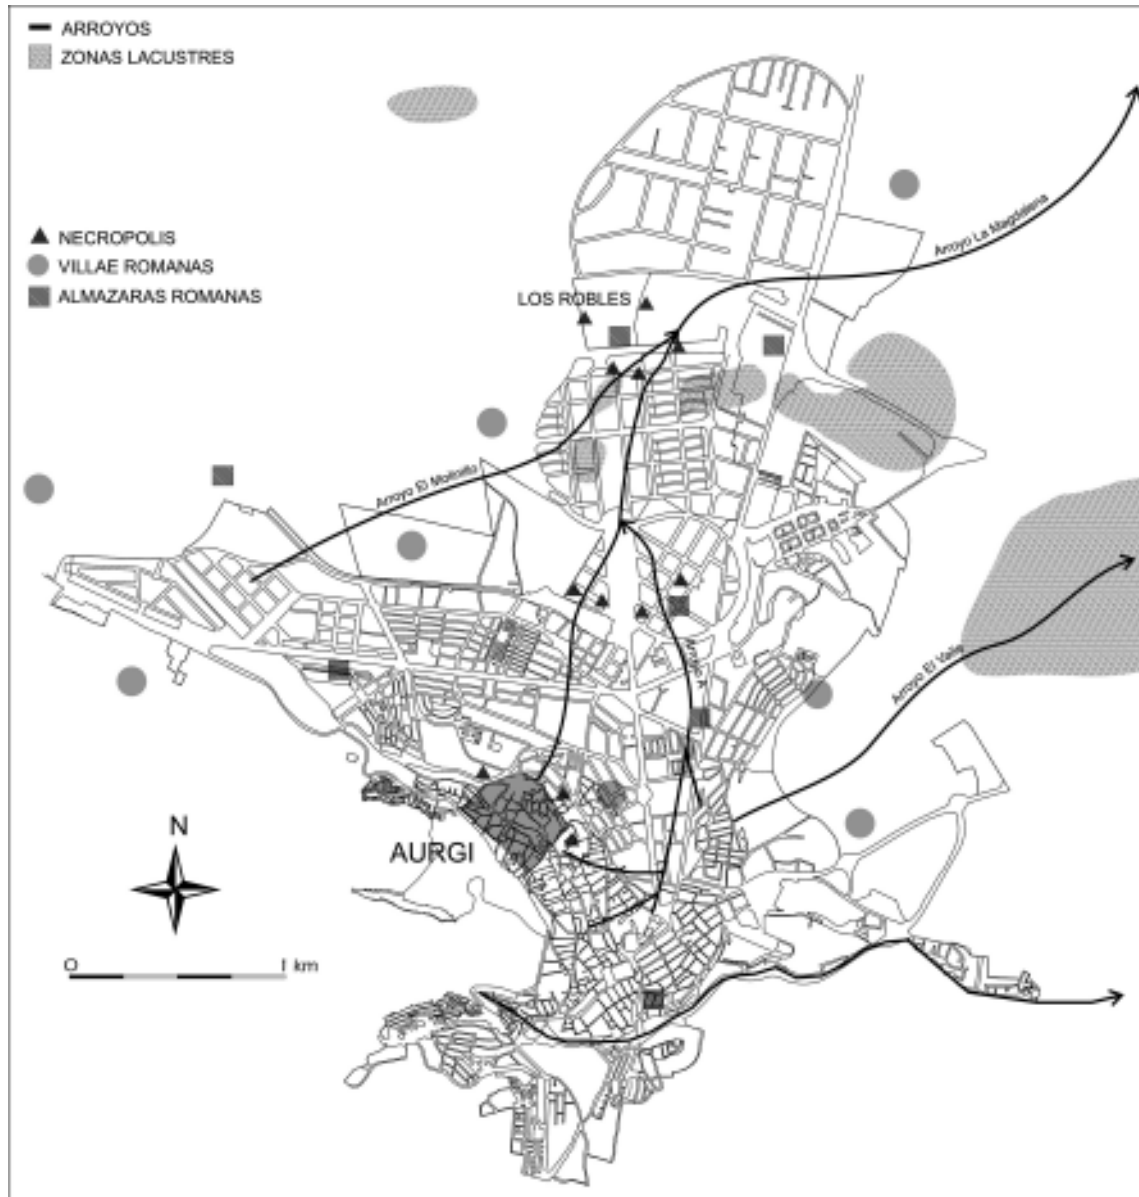 ARROYOS
ZONAS LACUSTRES
NECROPOLIS
VILLAE ROMANAS
ALMAZARAS ROMANAS
LOS ROBLES
Arroyo La Magdalena
Arroyo El
Arroyo A
Arroyo El Valle
AURGI
N
0 1 km